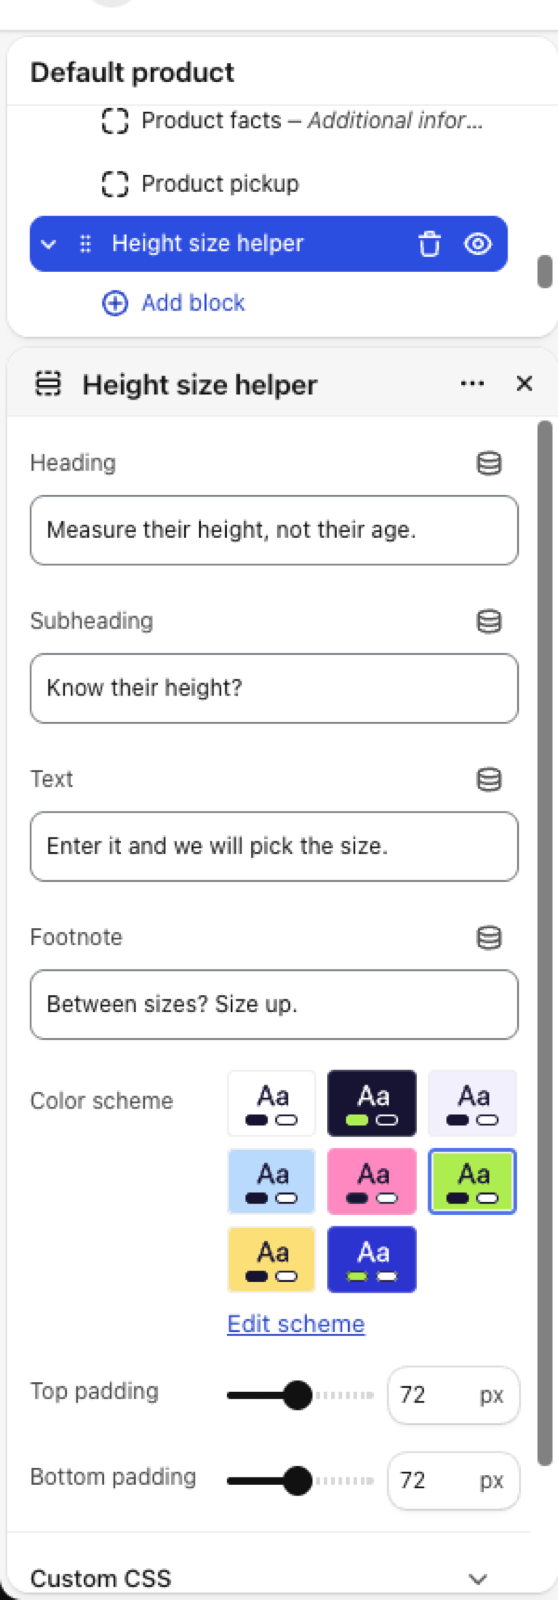 Default product
Product facts – Additional infor...
Product pickup
Height size helper
Add block
Height size helper
Heading
Measure their height, not their age.
Subheading
Know their height?
Text
Enter it and we will pick the size.
Footnote
Between sizes? Size up.
Color scheme
Aa Aa Aa
Aa Aa Aa
Aa Aa
Edit scheme
Top padding 72 px
Bottom padding 72 px
Custom CSS